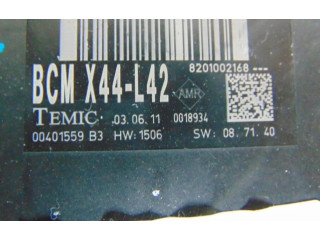 8201002168
BCM X44-L42
AMR
TEMIC 03.06.11 0018934
00401559 B3 HW: 1506 SW: 08.71.40